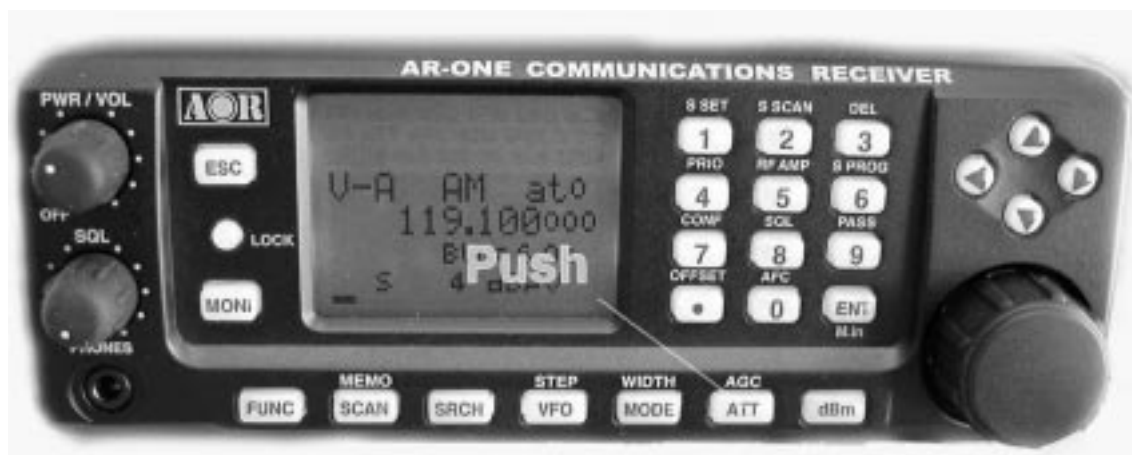 AR-ONE COMMUNICATIONS RECEIVER
PWR / VOL
OFF
SQL
PHONES
AOR
ESC
LOCK
MONi
V-A AM ato
119.100000
S 4
Push
S SET S SCAN DEL
1 2 3
PRIO RF AMP S PROG
4 5 6
CONF SQL PASS
7 8 9
OFFSET AFC
• 0 ENT
M.in
MEMO STEP WIDTH AGC
FUNC SCAN SRCH VFO MODE ATT dBm